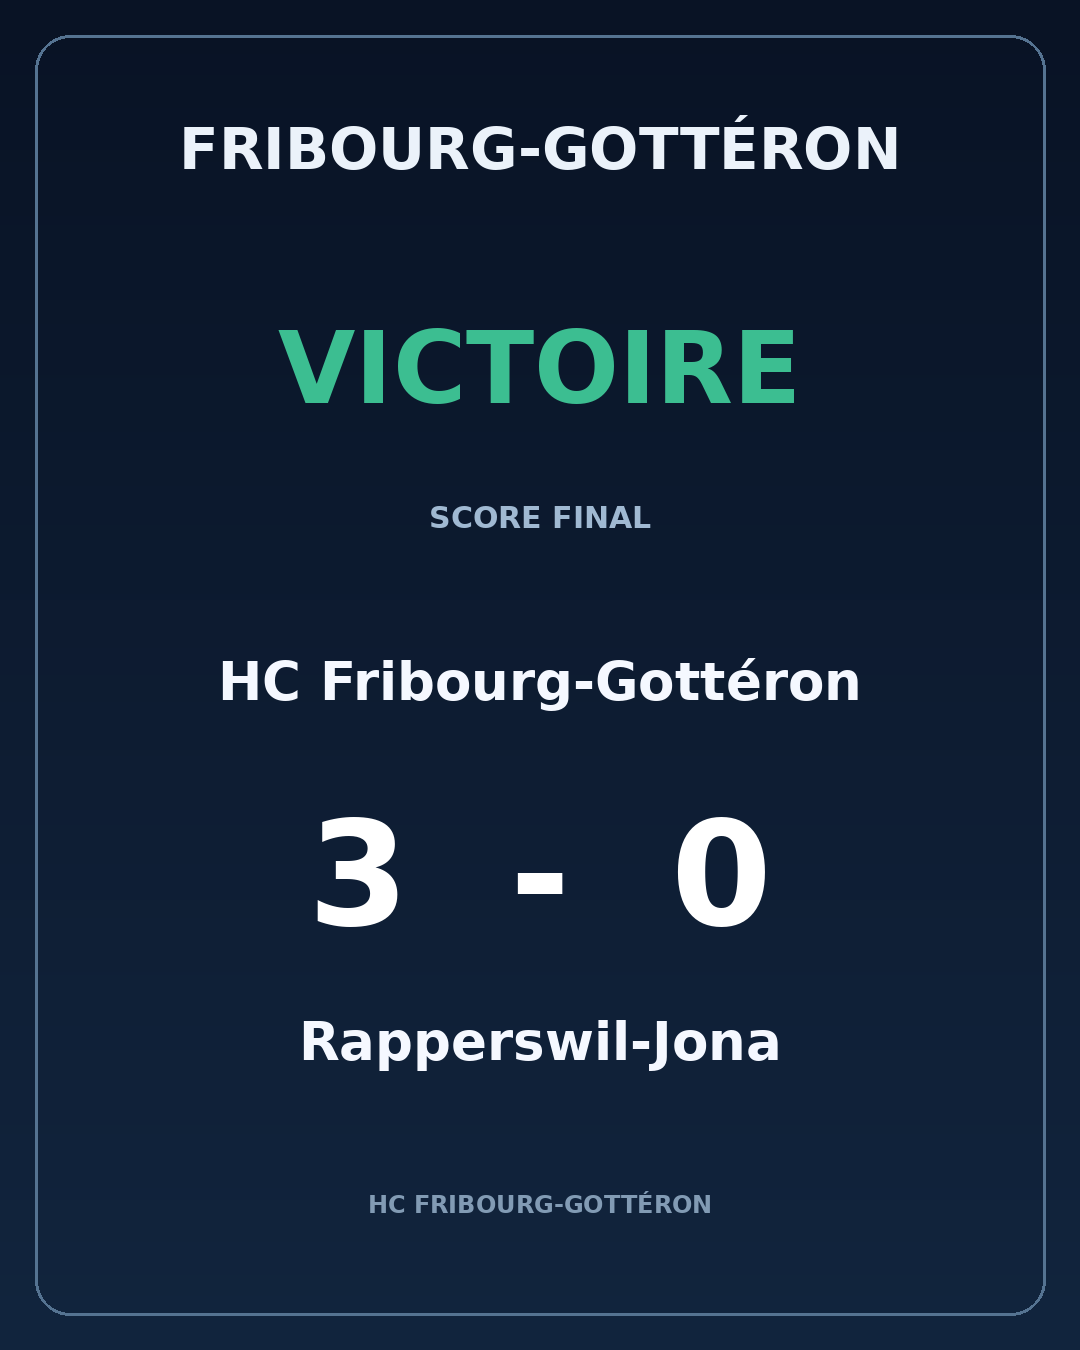 FRIBOURG-GOTTÉRON
VICTOIRE
SCORE FINAL
HC Fribourg-Gottéron
3 - 0
Rapperswil-Jona
HC FRIBOURG-GOTTÉRON